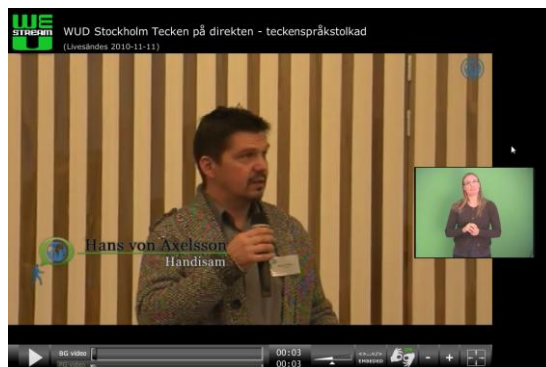 WE
STREAM
U
WUD Stockholm Tecken på direkten - teckenspråkstolkad
(Livesändes 2010-11-11)
Hans von Axelsson
Handisam
BG video
00:03
00:03
EMBEDED
- +